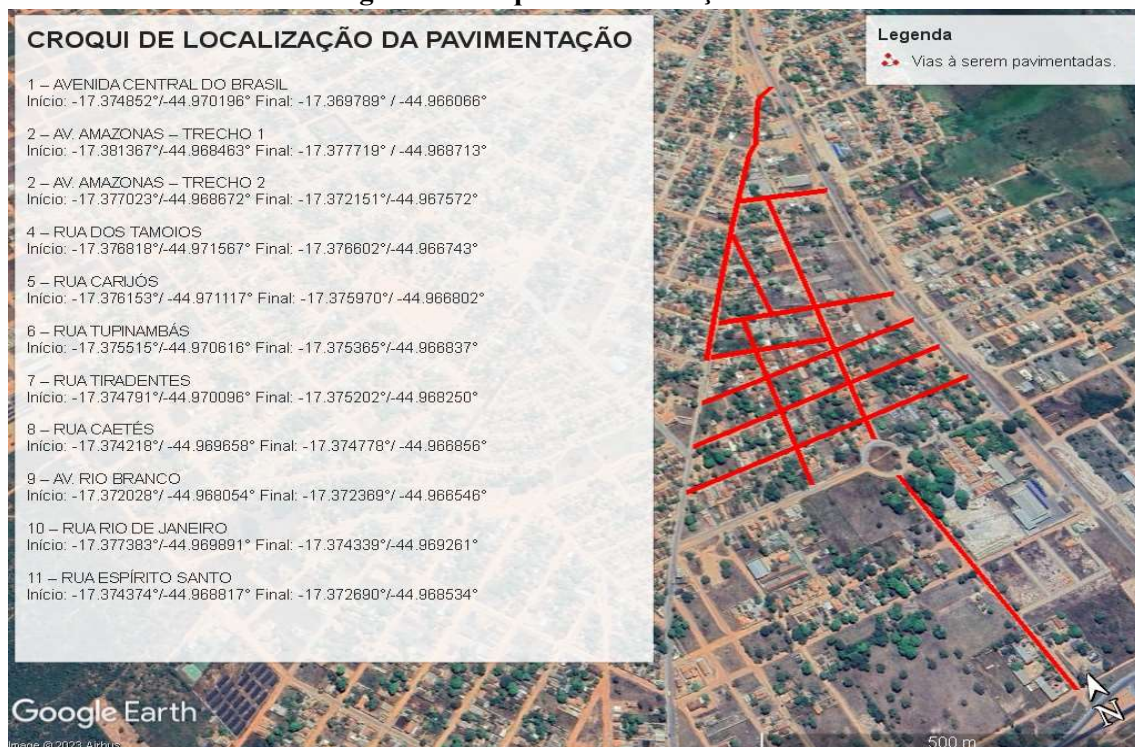 CROQUI DE LOCALIZAÇÃO DA PAVIMENTAÇÃO
Legenda
Vias à serem pavimentadas.
1 – AVENIDA CENTRAL DO BRASIL
Início: -17.374852°/-44.970196° Final: -17.369789° / -44.966066°
2 – AV. AMAZONAS – TRECHO 1
Início: -17.381367°/-44.968463° Final: -17.377719° / -44.968713°
2 – AV. AMAZONAS – TRECHO 2
Início: -17.377023°/-44.968672° Final: -17.372151°/-44.967572°
4 – RUA DOS TAMOIOS
Início: -17.376818°/-44.971567° Final: -17.376602°/-44.966743°
5 – RUA CARIJÓS
Início: -17.376153°/-44.971117° Final: -17.375970°/-44.966802°
6 – RUA TUPINAMBÁS
Início: -17.375515°/-44.970616° Final: -17.375365°/-44.966837°
7 – RUA TIRADENTES
Início: -17.374791°/-44.970096° Final: -17.375202°/-44.968250°
8 – RUA CAETÉS
Início: -17.374218°/-44.969658° Final: -17.374778°/-44.966856°
9 – AV. RIO BRANCO
Início: -17.372028°/-44.968054° Final: -17.372369°/-44.966546°
10 – RUA RIO DE JANEIRO
Início: -17.377383°/-44.969891° Final: -17.374339°/-44.969261°
11 – RUA ESPÍRITO SANTO
Início: -17.374374°/-44.968817° Final: -17.372690°/-44.968534°
Google Earth
Image © 2023 Airbus
500 m
N